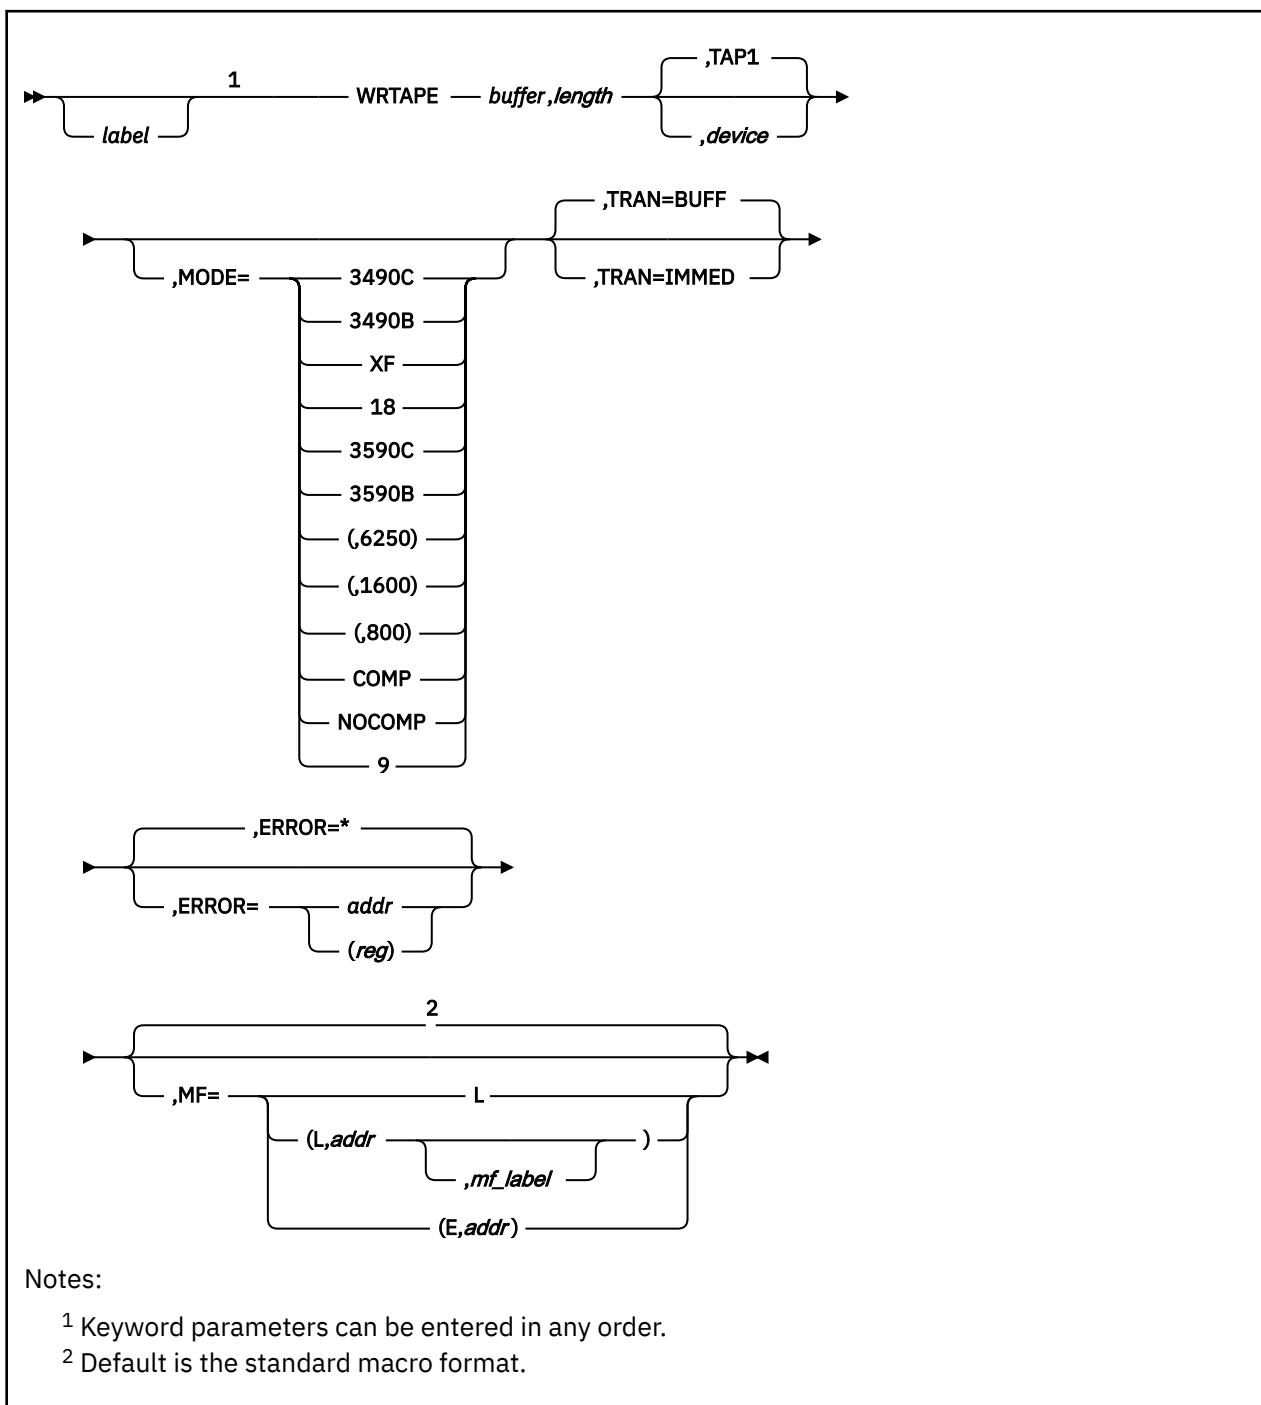 ,TAP1
1
WRTAPE buffer,length
label
,device
,TRAN=BUFF
,MODE= 3490C ,TRAN=IMMED
3490B
XF
18
3590C
3590B
(,6250)
(,1600)
(,800)
COMP
NOCOMP
9
,ERROR=*
,ERROR= addr
(reg)
2
,MF= L
(L,addr )
,mf_label
(E,addr)
Notes:
1 Keyword parameters can be entered in any order.
2 Default is the standard macro format.